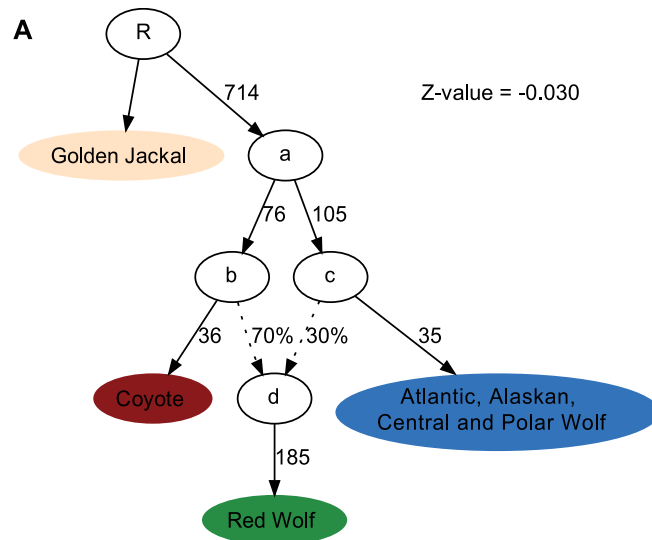 A
R
714
Z-value = -0.030
Golden Jackal
a
76
105
b
c
36
70%
30%
35
Coyote
d
Atlantic, Alaskan,
Central and Polar Wolf
185
Red Wolf